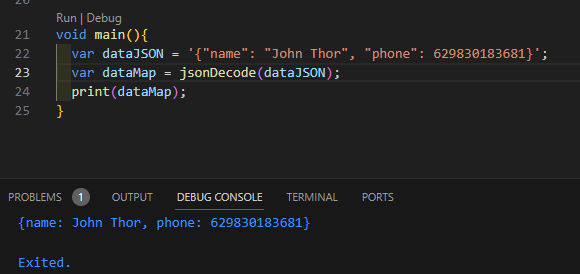 Run | Debug
21 void main(){
22 var dataJSON = '{"name": "John Thor", "phone": 629830183681}';
23 var dataMap = jsonDecode(dataJSON);
24 print(dataMap);
25 }
PROBLEMS 1 OUTPUT DEBUG CONSOLE TERMINAL PORTS
{name: John Thor, phone: 629830183681}
Exited.